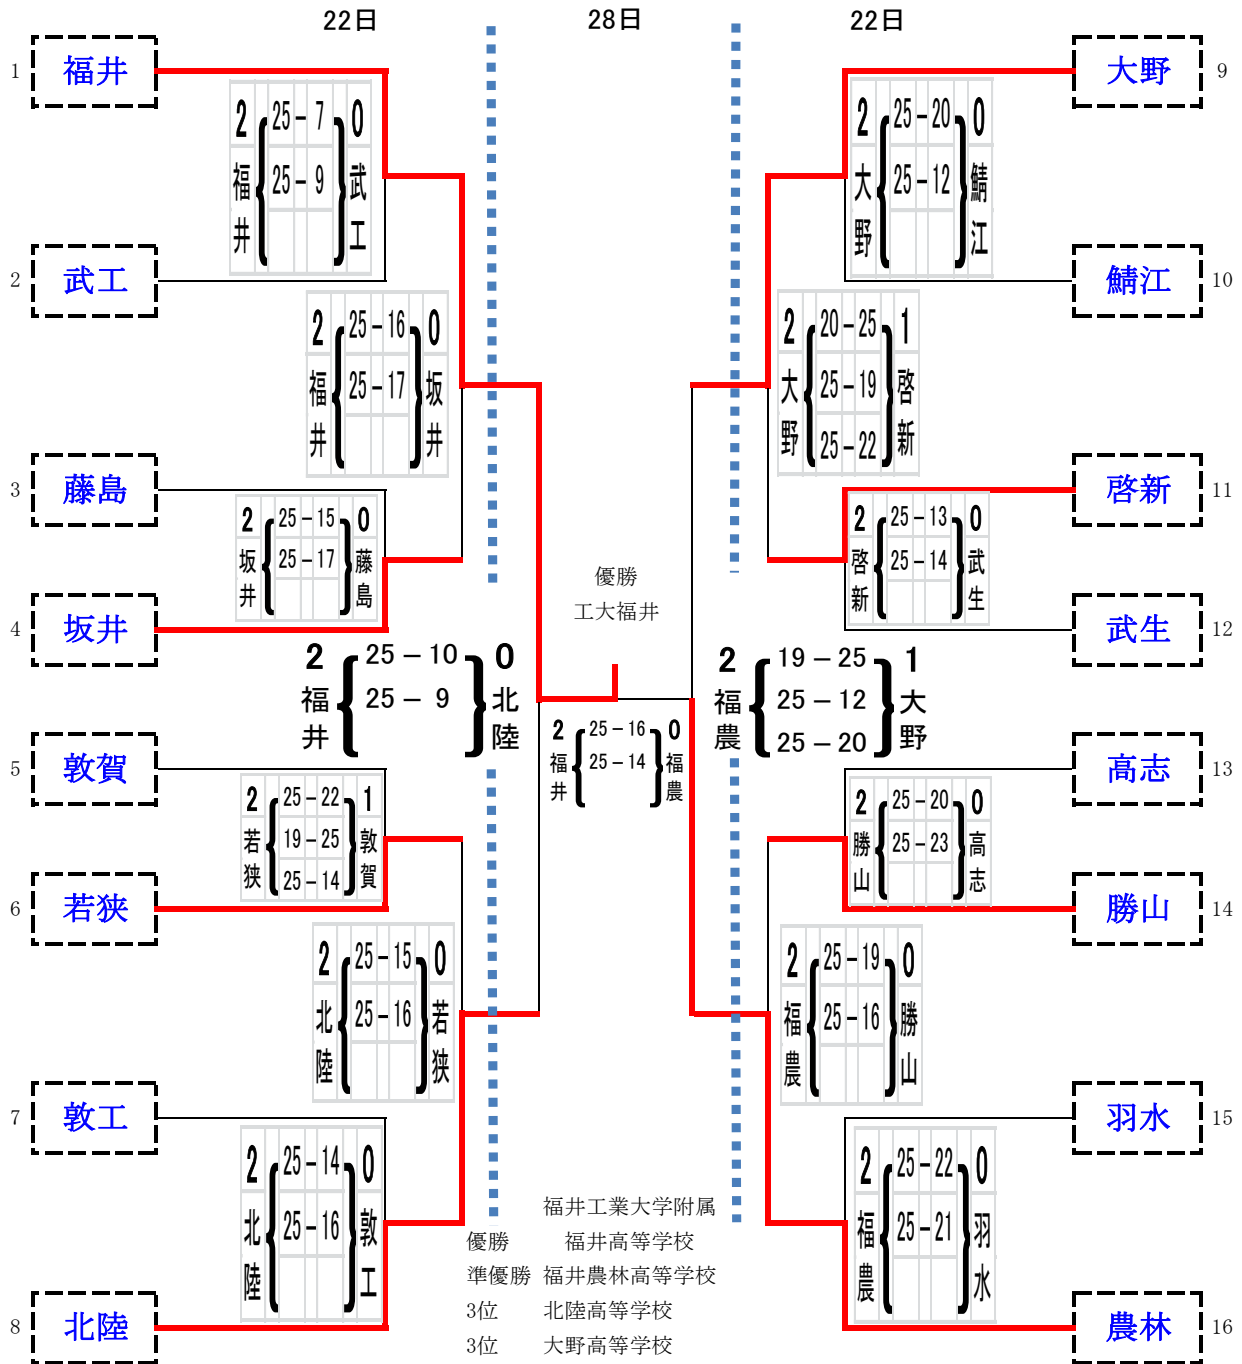 22日
28日
22日
1 福井
2 福井 25－7 0 武工
25－9
2 武工
2 福井 25－16 0 坂井
25－17
3 藤島
2 坂井 25－15 0 藤島
25－17
4 坂井
2 福井 25－10 0 北陸
25－9
5 敦賀
2 若狭 25－22 1 敦賀
19－25
25－14
6 若狭
2 北陸 25－15 0 若狭
25－16
7 敦工
2 北陸 25－14 0 敦工
25－16
8 北陸
優勝
工大福井
2 福井 25－16 0 福農
25－14
大野 9
2 大野 25－20 0 鯖江
25－12
鯖江 10
2 大野 20－25 1 啓新
25－19
25－22
啓新 11
2 啓新 25－13 0 武生
25－14
武生 12
2 福農 19－25 1 大野
25－12
25－20
高志 13
2 勝山 25－20 0 高志
25－23
勝山 14
2 福農 25－19 0 勝山
25－16
羽水 15
2 福農 25－22 0 羽水
25－21
農林 16
福井工業大学附属
優勝 福井高等学校
準優勝 福井農林高等学校
3位 北陸高等学校
3位 大野高等学校